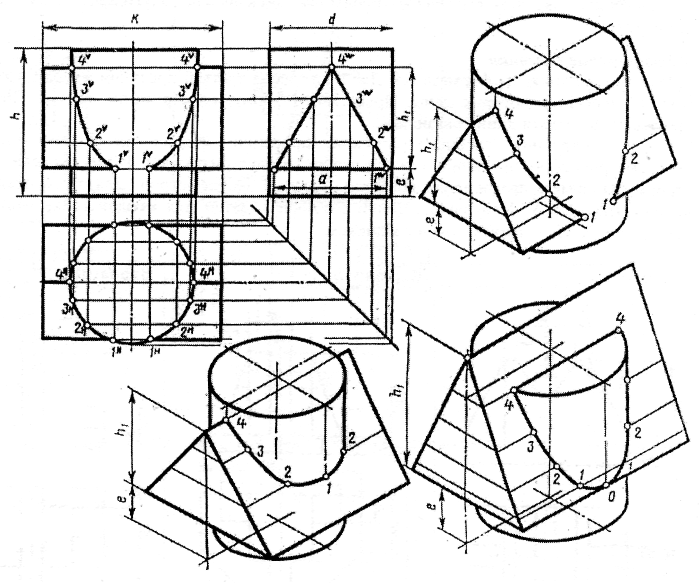 к
d
4ᵛ 4ᵛ 4ʷ
h
3ᵛ 3ᵛ 3ʷ h₁
2ᵛ 2ᵛ 2ʷ
1ᵛ 1ᵛ 1ʷ
a e
4ᴴ 4ᴴ
3ᴴ 3ᴴ
2ᴴ 2ᴴ
1ᴴ 1ᴴ
h₁ 4
3
2 2
e 1 1
h₁ 4
3 2
2 1
e
h₁ 4
4
3 2
2 1 1
e 0